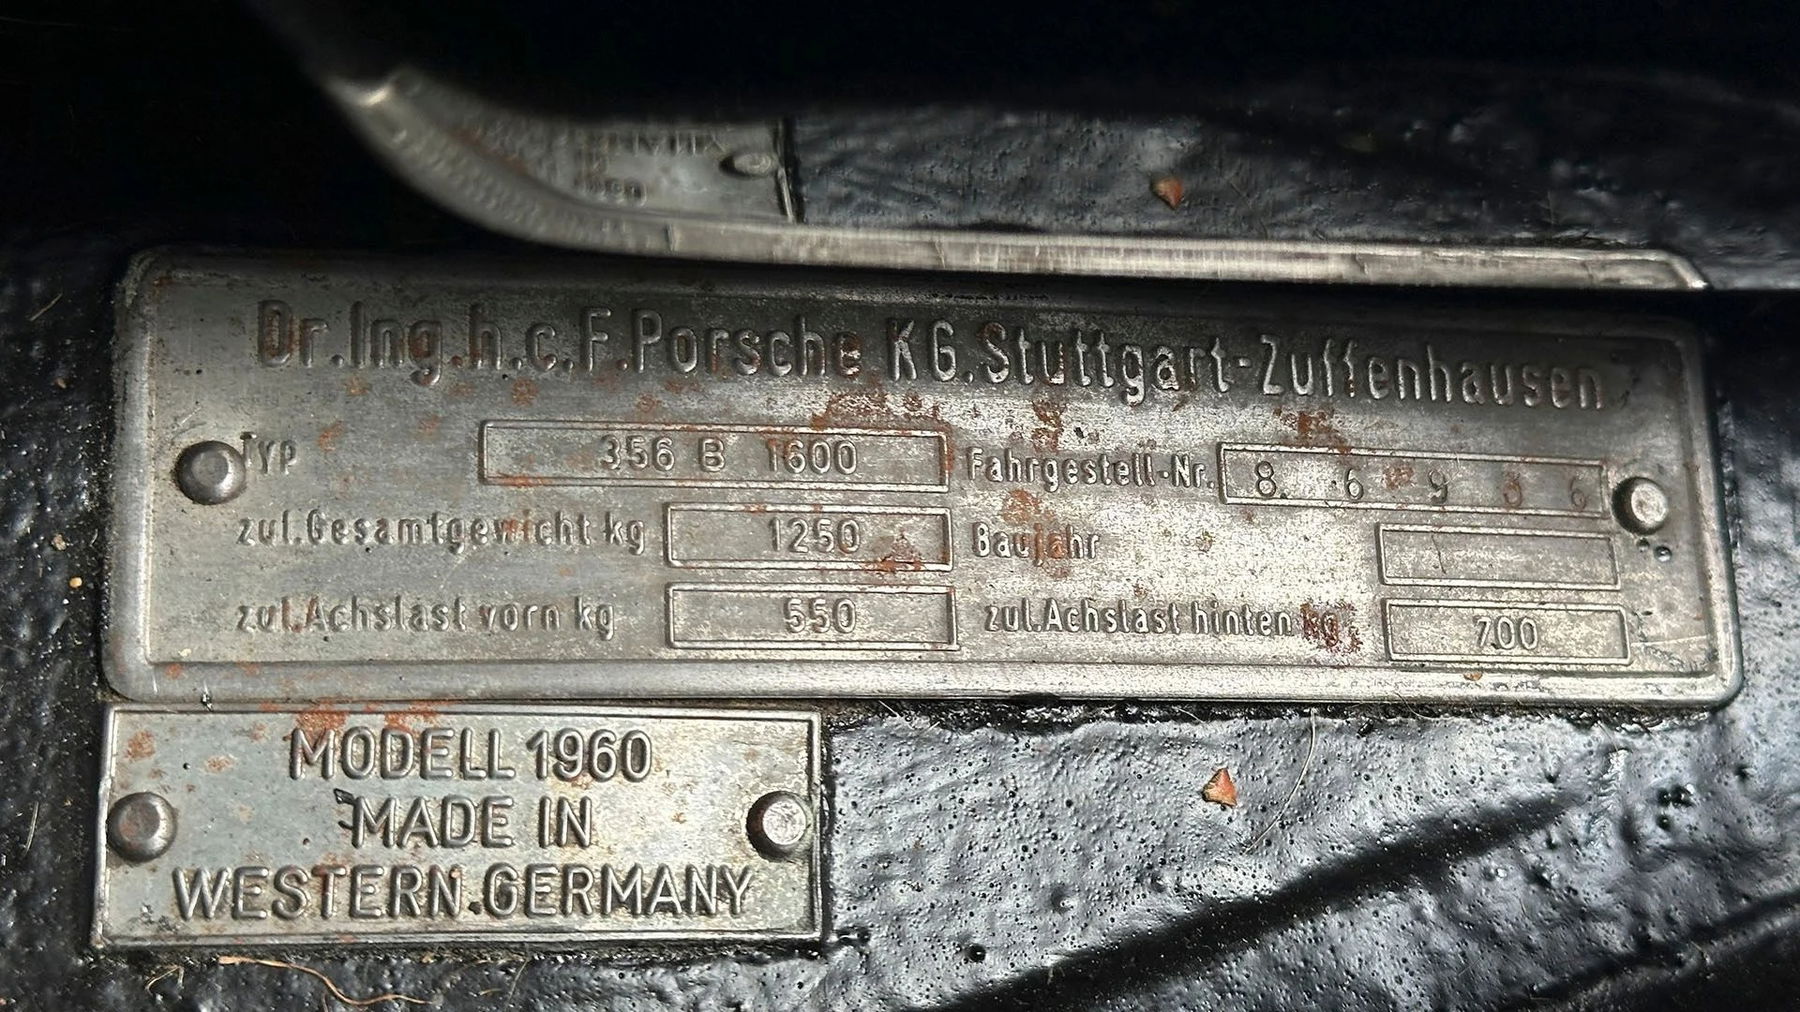 Dr.Ing.h.c.F.Porsche KG.Stuttgart-Zuffenhausen
TYP 356 B 1600 Fahrgestell-Nr. 8 6 9 6
zul.Gesamtgewicht kg 1250 Baujahr
zul.Achslast vorn kg 550 zul.Achslast hinten kg 700
MODELL 1960
MADE IN
WESTERN GERMANY